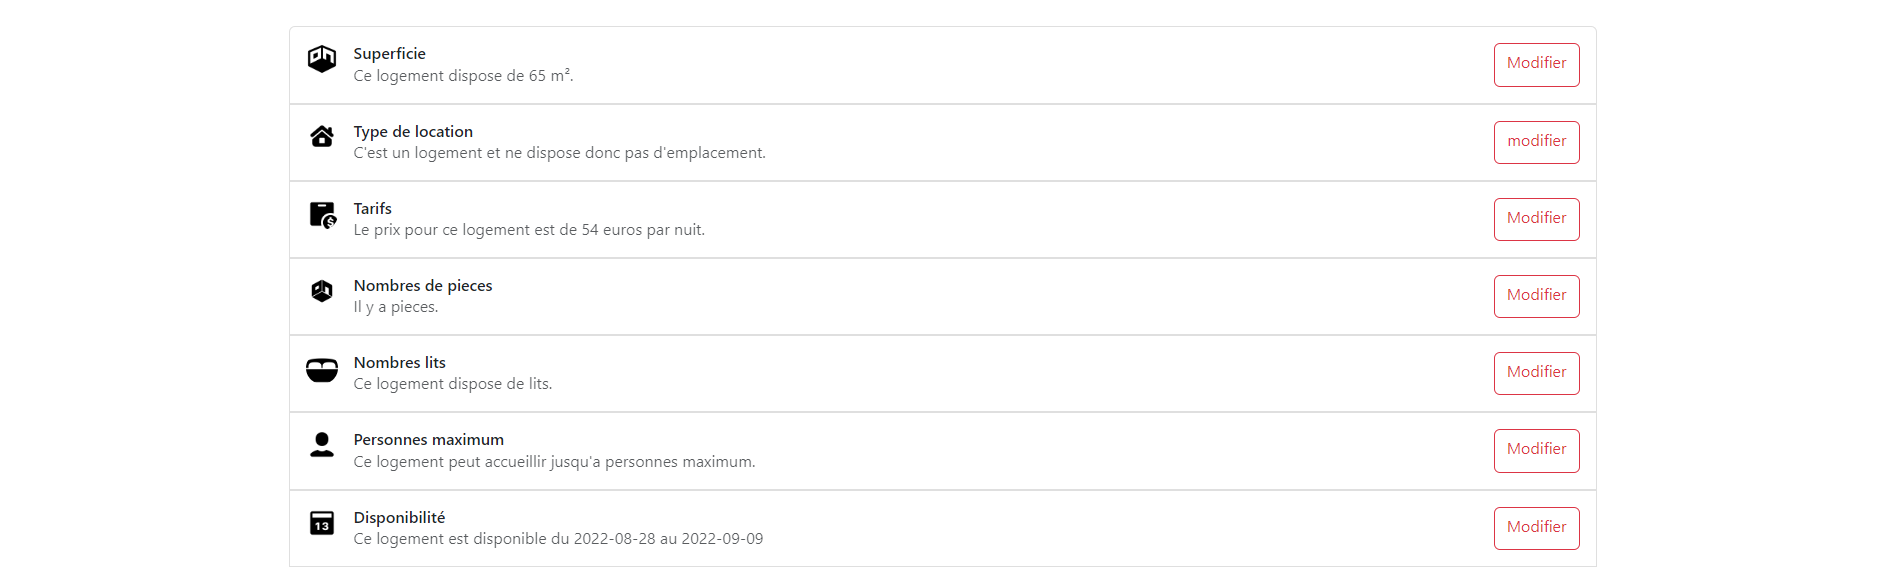 Superficie
Ce logement dispose de 65 m².
Modifier
Type de location
C'est un logement et ne dispose donc pas d'emplacement.
modifier
Tarifs
Le prix pour ce logement est de 54 euros par nuit.
Modifier
Nombres de pieces
Il y a pieces.
Modifier
Nombres lits
Ce logement dispose de lits.
Modifier
Personnes maximum
Ce logement peut accueillir jusqu'a personnes maximum.
Modifier
13
Disponibilité
Ce logement est disponible du 2022-08-28 au 2022-09-09
Modifier